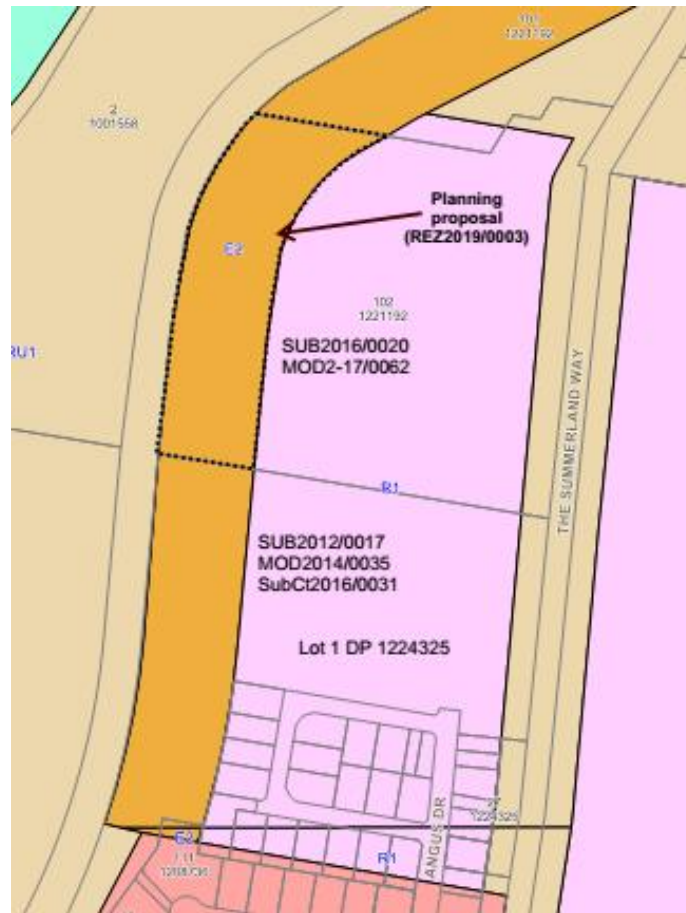 101
1221192
2
1001558
Planning
proposal
(REZ2019/0003)
E2
102
1221192
RU1
SUB2016/0020
MOD2-17/0062
THE SUMMERLAND WAY
R1
SUB2012/0017
MOD2014/0035
SubCt2016/0031
Lot 1 DP 1224325
ANGUS DR
1224325
E2
R1